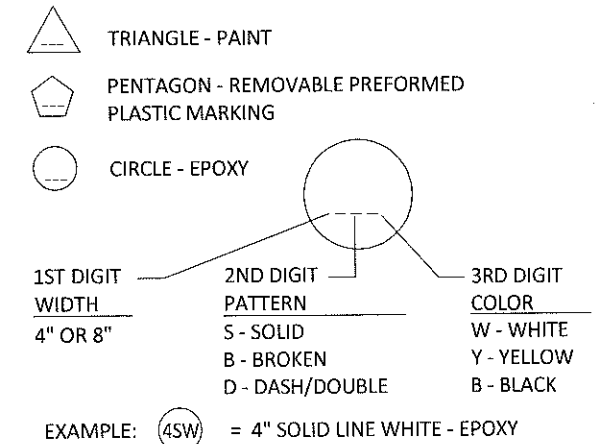 TRIANGLE - PAINT
PENTAGON - REMOVABLE PREFORMED
PLASTIC MARKING
CIRCLE - EPOXY
1ST DIGIT
WIDTH
4" OR 8"
2ND DIGIT
PATTERN
S - SOLID
B - BROKEN
D - DASH/DOUBLE
3RD DIGIT
COLOR
W - WHITE
Y - YELLOW
B - BLACK
EXAMPLE: 4SW = 4" SOLID LINE WHITE - EPOXY